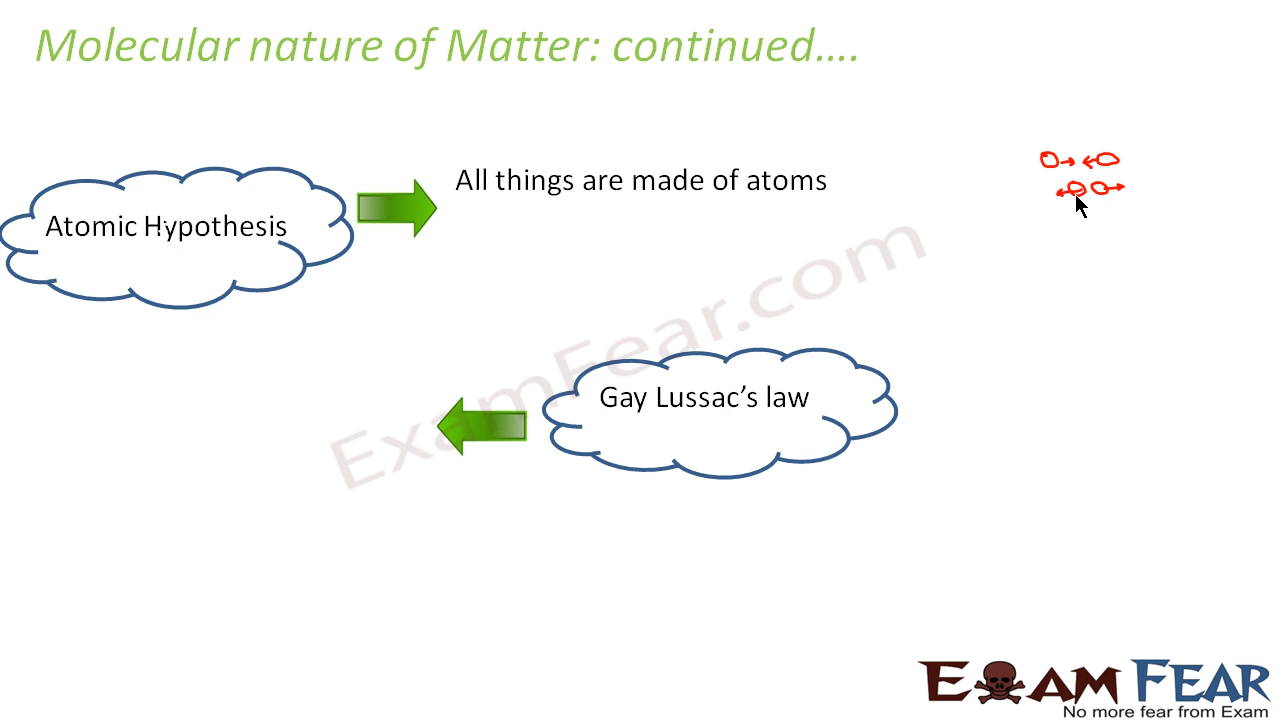 Molecular nature of Matter: continued....
All things are made of atoms
Atomic Hypothesis
ExamFear.com
Gay Lussac’s law
EXAM FEAR
No more fear from Exam